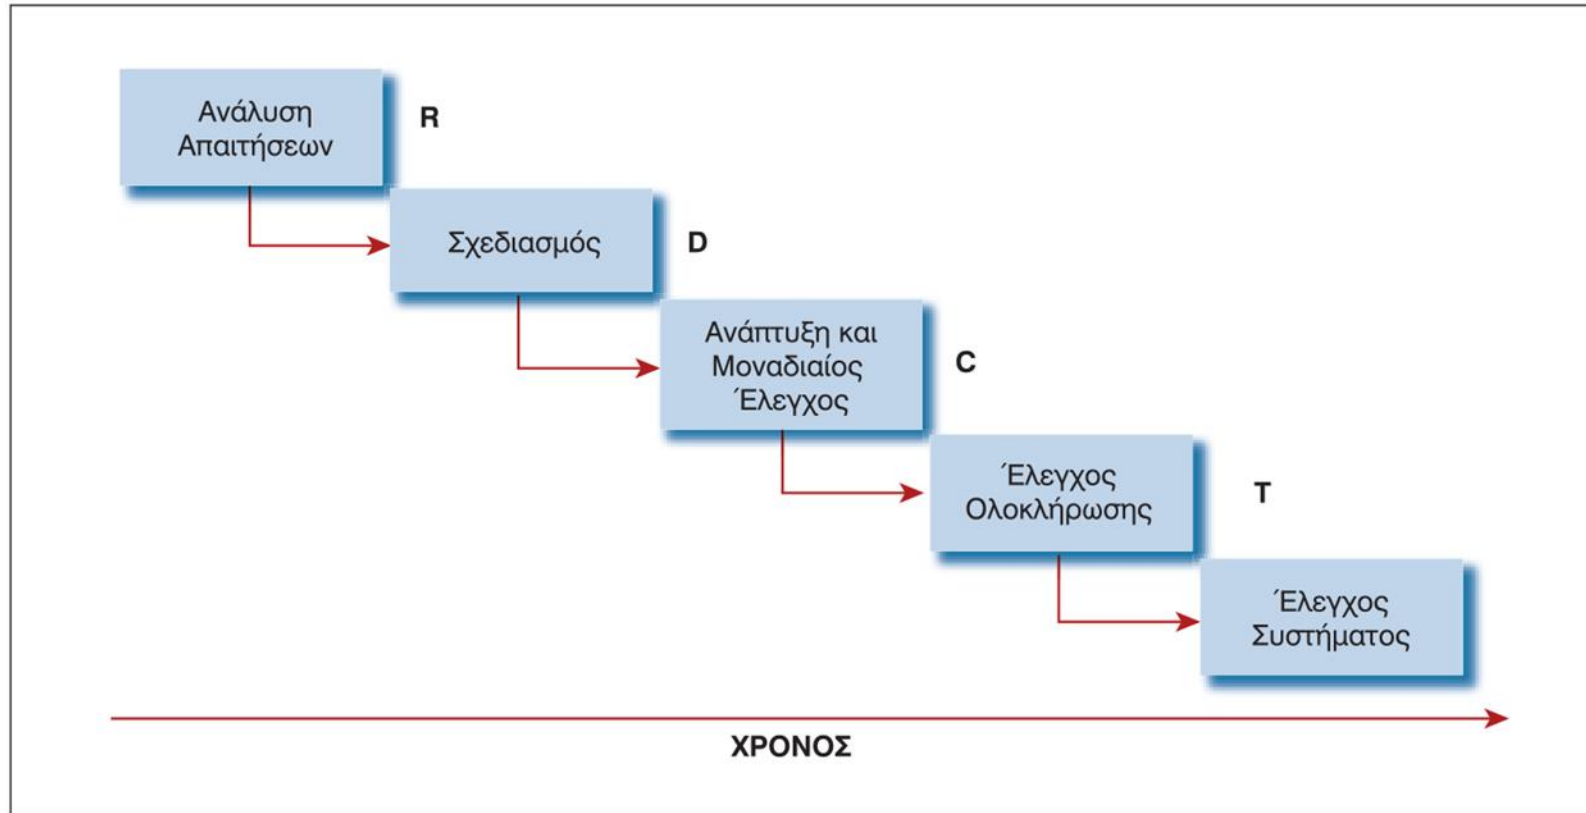 Ανάλυση
Απαιτήσεων
R
Σχεδιασμός
D
Ανάπτυξη και
Μοναδιαίος
Έλεγχος
C
Έλεγχος
Ολοκλήρωσης
T
Έλεγχος
Συστήματος
ΧΡΟΝΟΣ